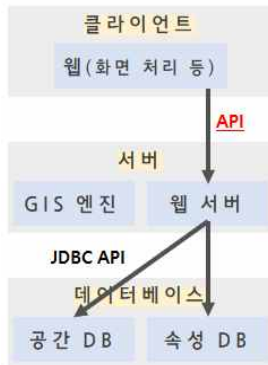 클라이언트
웹(화면 처리 등)
API
서버
GIS 엔진
웹 서버
JDBC API
데이터베이스
공간 DB
속성 DB